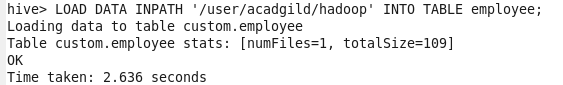 hive> LOAD DATA INPATH '/user/acadgild/hadoop' INTO TABLE employee;
Loading data to table custom.employee
Table custom.employee stats: [numFiles=1, totalSize=109]
OK
Time taken: 2.636 seconds